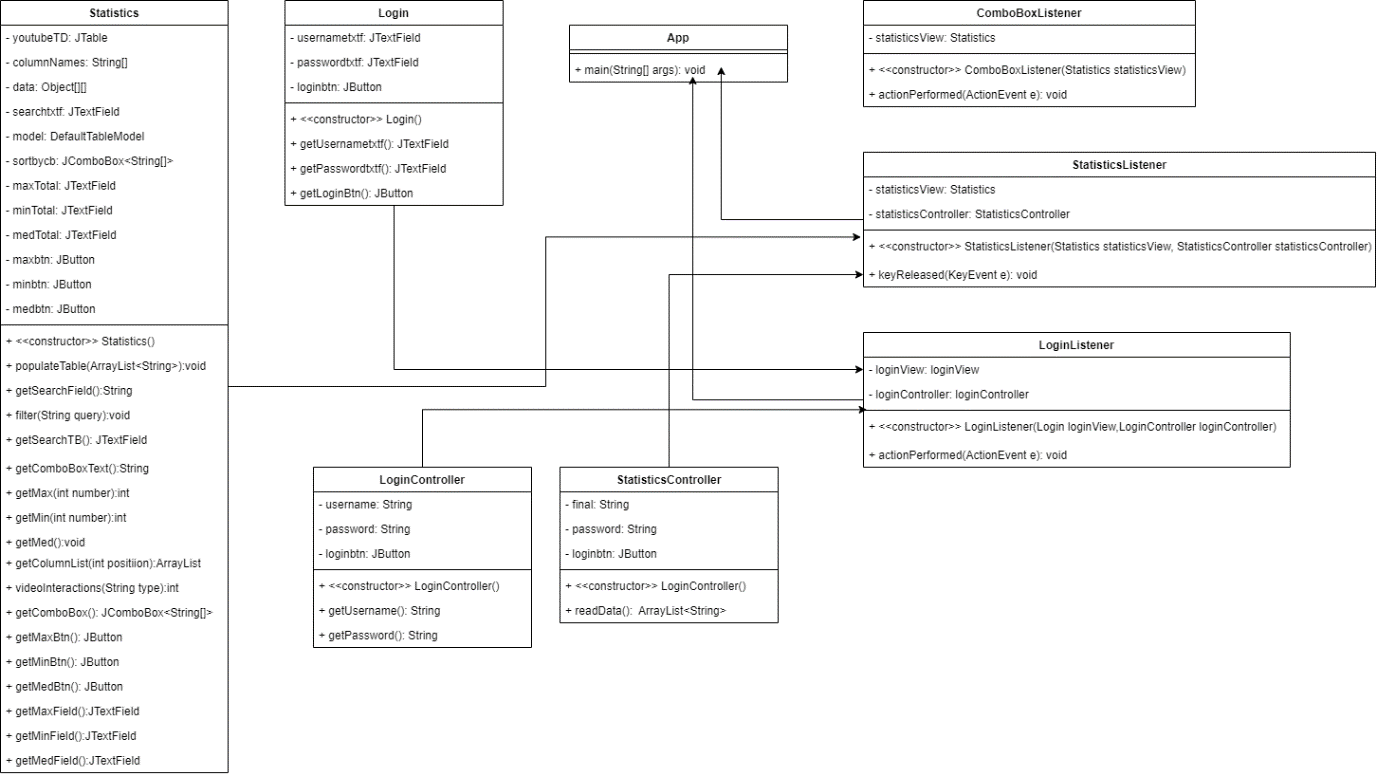 Statistics
- youtubeTD: JTable
- columnNames: String[]
- data: Object[][]
- searchtxtf: JTextField
- model: DefaultTableModel
- sortbycb: JComboBox<String[]>
- maxTotal: JTextField
- minTotal: JTextField
- medTotal: JTextField
- maxbtn: JButton
- minbtn: JButton
- medbtn: JButton
+ <<constructor>> Statistics()
+ populateTable(ArrayList<String>):void
+ getSearchField():String
+ filter(String query):void
+ getSearchTB(): JTextField
+ getComboBoxText():String
+ getMax(int number):int
+ getMin(int number):int
+ getMed():void
+ getColumnList(int positiion):ArrayList
+ videoInteractions(String type):int
+ getComboBox(): JComboBox<String[]>
+ getMaxBtn(): JButton
+ getMinBtn(): JButton
+ getMedBtn(): JButton
+ getMaxField():JTextField
+ getMinField():JTextField
+ getMedField():JTextField
Login
- usernametxtf: JTextField
- passwordtxtf: JTextField
- loginbtn: JButton
+ <<constructor>> Login()
+ getUsernametxtf(): JTextField
+ getPasswordtxtf(): JTextField
+ getLoginBtn(): JButton
App
+ main(String[] args): void
ComboBoxListener
- statisticsView: Statistics
+ <<constructor>> ComboBoxListener(Statistics statisticsView)
+ actionPerformed(ActionEvent e): void
StatisticsListener
- statisticsView: Statistics
- statisticsController: StatisticsController
+ <<constructor>> StatisticsListener(Statistics statisticsView, StatisticsController statisticsController)
+ keyReleased(KeyEvent e): void
LoginListener
- loginView: loginView
- loginController: loginController
+ <<constructor>> LoginListener(Login loginView,LoginController loginController)
+ actionPerformed(ActionEvent e): void
LoginController
- username: String
- password: String
- loginbtn: JButton
+ <<constructor>> LoginController()
+ getUsername(): String
+ getPassword(): String
StatisticsController
- final: String
- password: String
- loginbtn: JButton
+ <<constructor>> LoginController()
+ readData(): ArrayList<String>